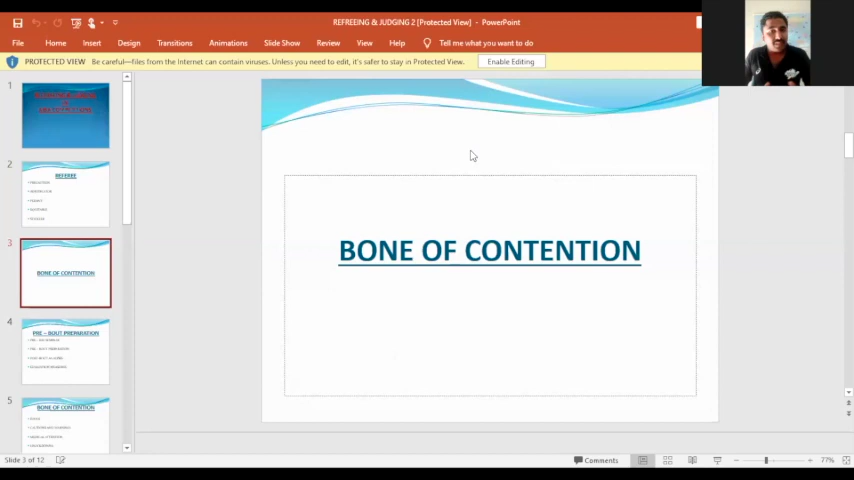 REFREEING & JUDGING 2 [Protected View] - PowerPoint
File Home Insert Design Transitions Animations Slide Show Review View Help Tell me what you want to do
PROTECTED VIEW Be careful—files from the Internet can contain viruses. Unless you need to edit, it's safer to stay in Protected View. Enable Editing
1
2
REFEREE
3
BONE OF CONTENTION
4
PRE – BOUT PREPARATION
5
BONE OF CONTENTION
BONE OF CONTENTION
Slide 3 of 12
Comments
77%